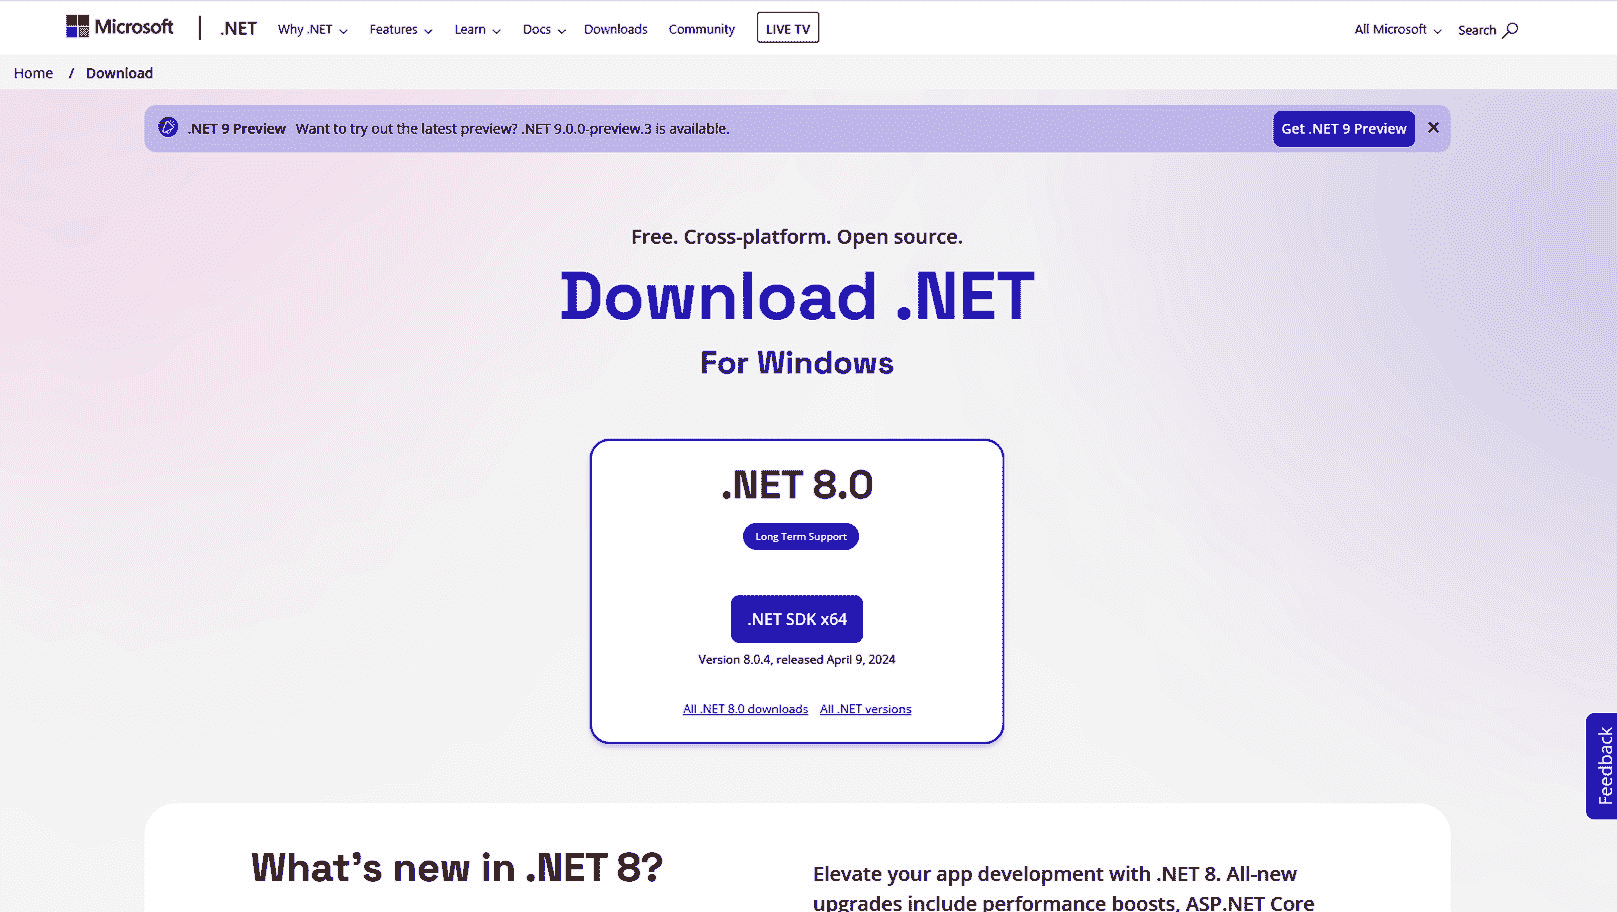 Microsoft .NET Why .NET Features Learn Docs Downloads Community LIVE TV All Microsoft Search
Home / Download
.NET 9 Preview Want to try out the latest preview? .NET 9.0.0-preview.3 is available. Get .NET 9 Preview
Free. Cross-platform. Open source.
Download .NET
For Windows
.NET 8.0
Long Term Support
.NET SDK x64
Version 8.0.4, released April 9, 2024
All .NET 8.0 downloads All .NET versions
Feedback
What's new in .NET 8?
Elevate your app development with .NET 8. All-new
upgrades include performance boosts, ASP.NET Core